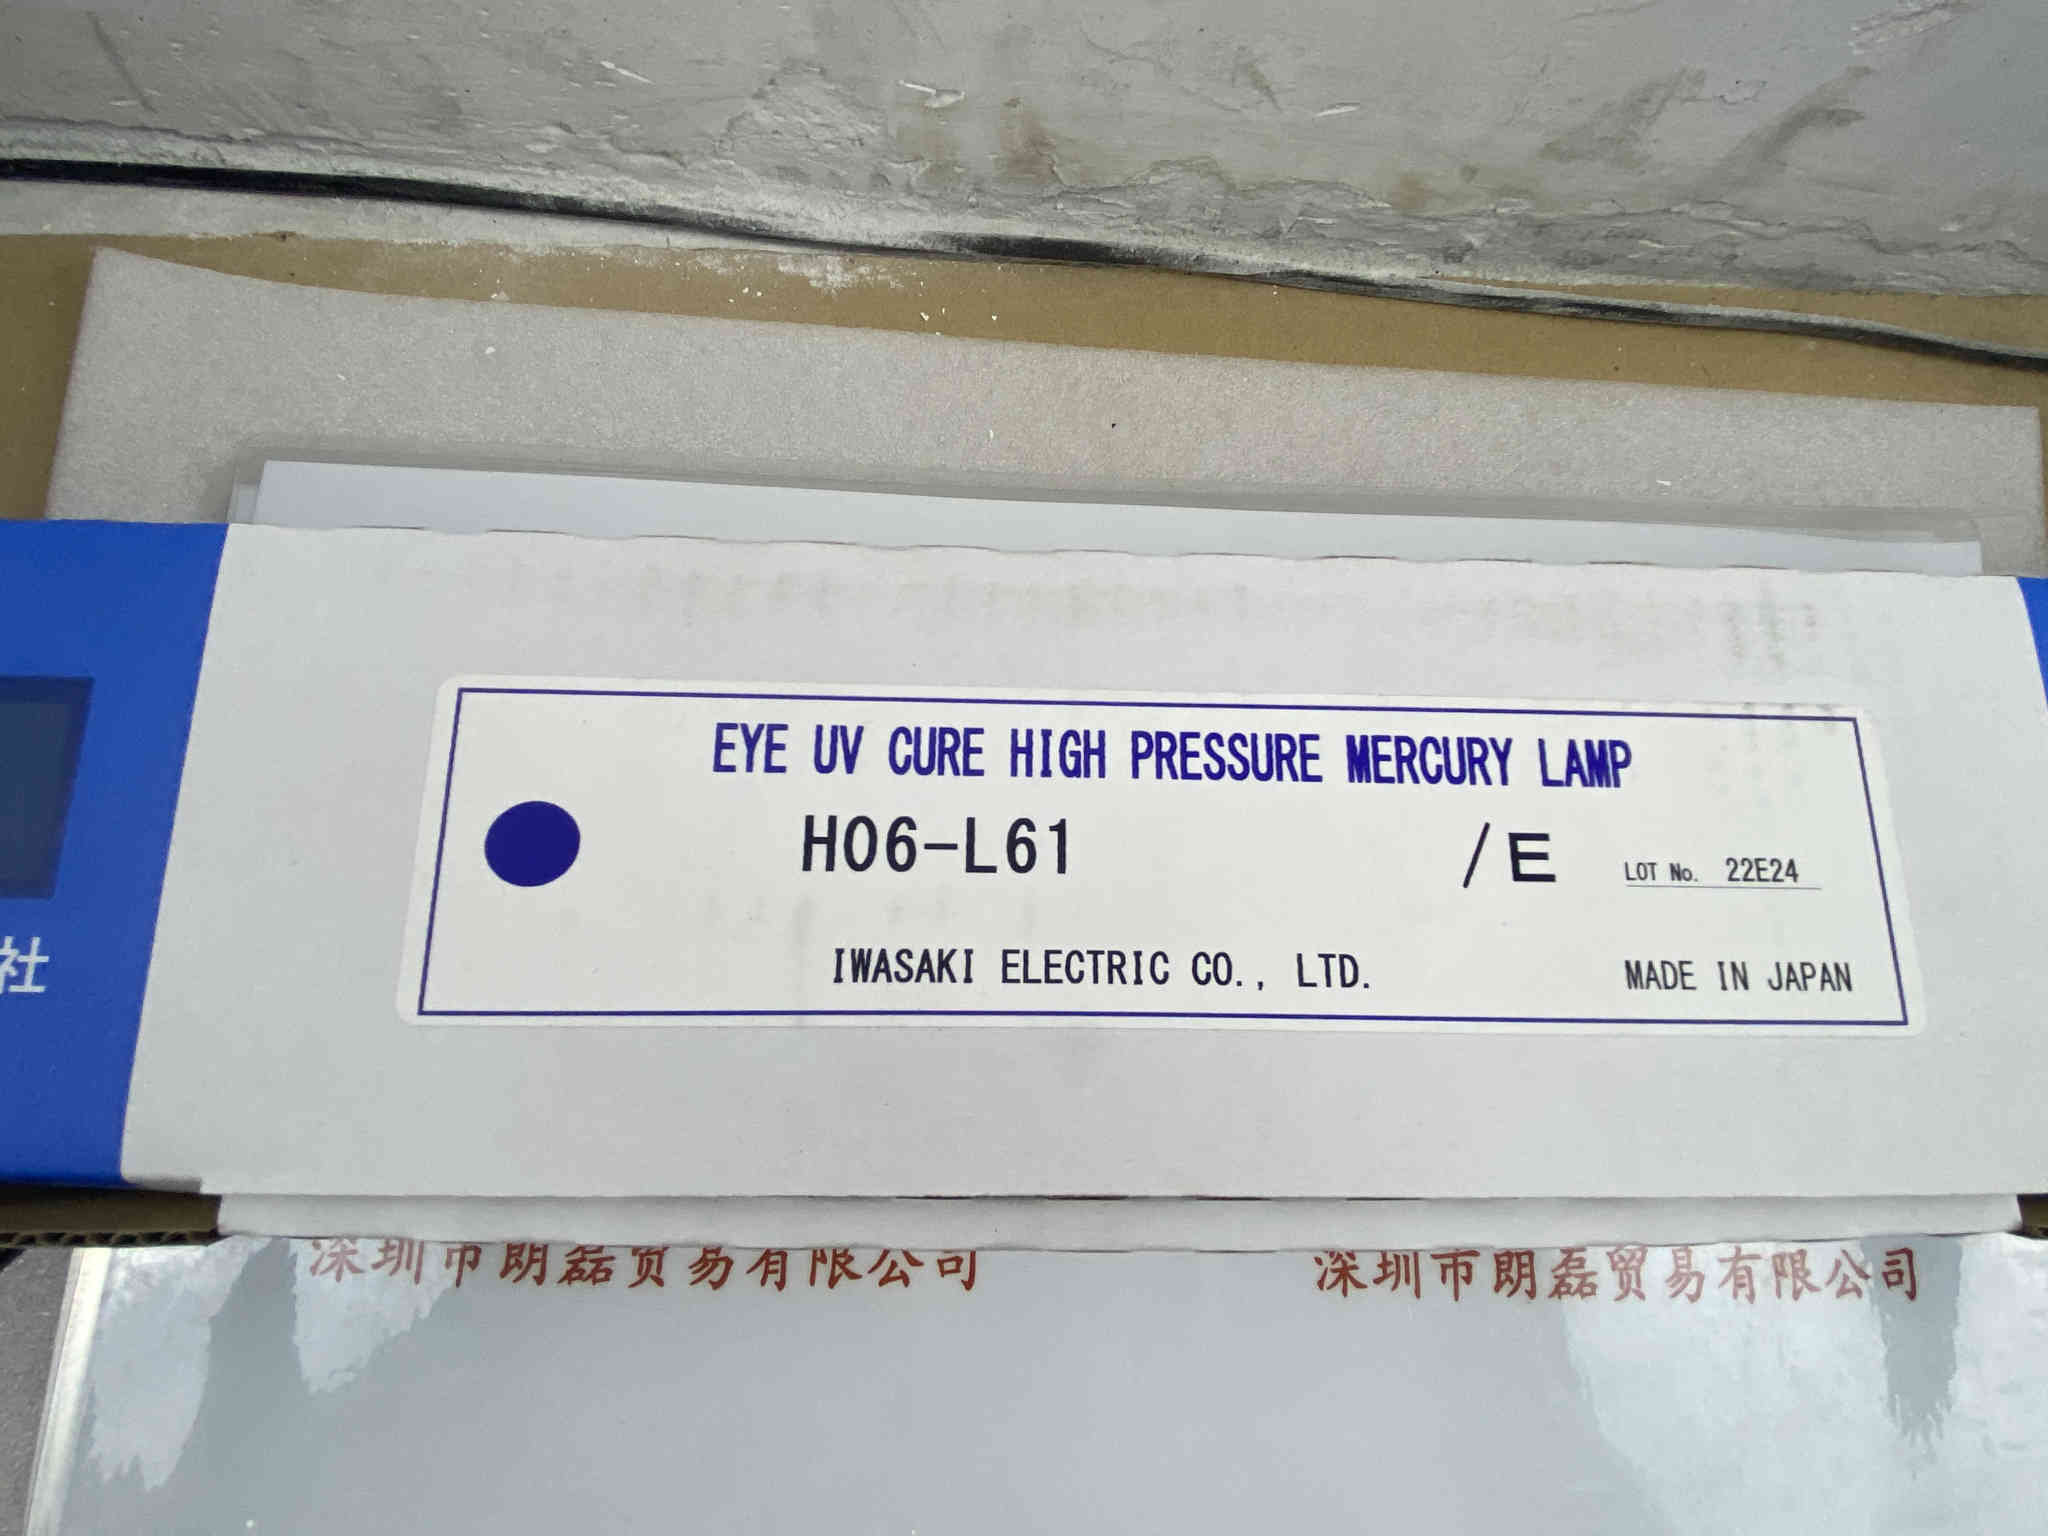 EYE UV CURE HIGH PRESSURE MERCURY LAMP
H06-L61 /E LOT No. 22E24
IWASAKI ELECTRIC CO., LTD. MADE IN JAPAN
社
深圳市朗磊贸易有限公司 深圳市朗磊贸易有限公司